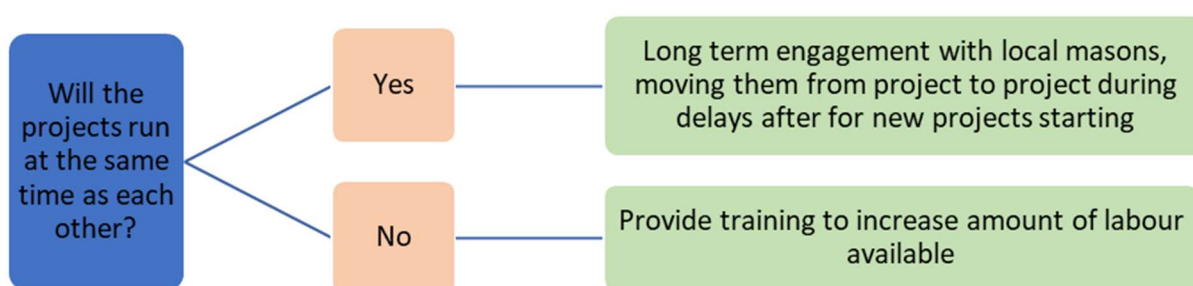 Will the
projects run
at the same
time as each
other?
Yes
Long term engagement with local masons,
moving them from project to project during
delays after for new projects starting
No
Provide training to increase amount of labour
available